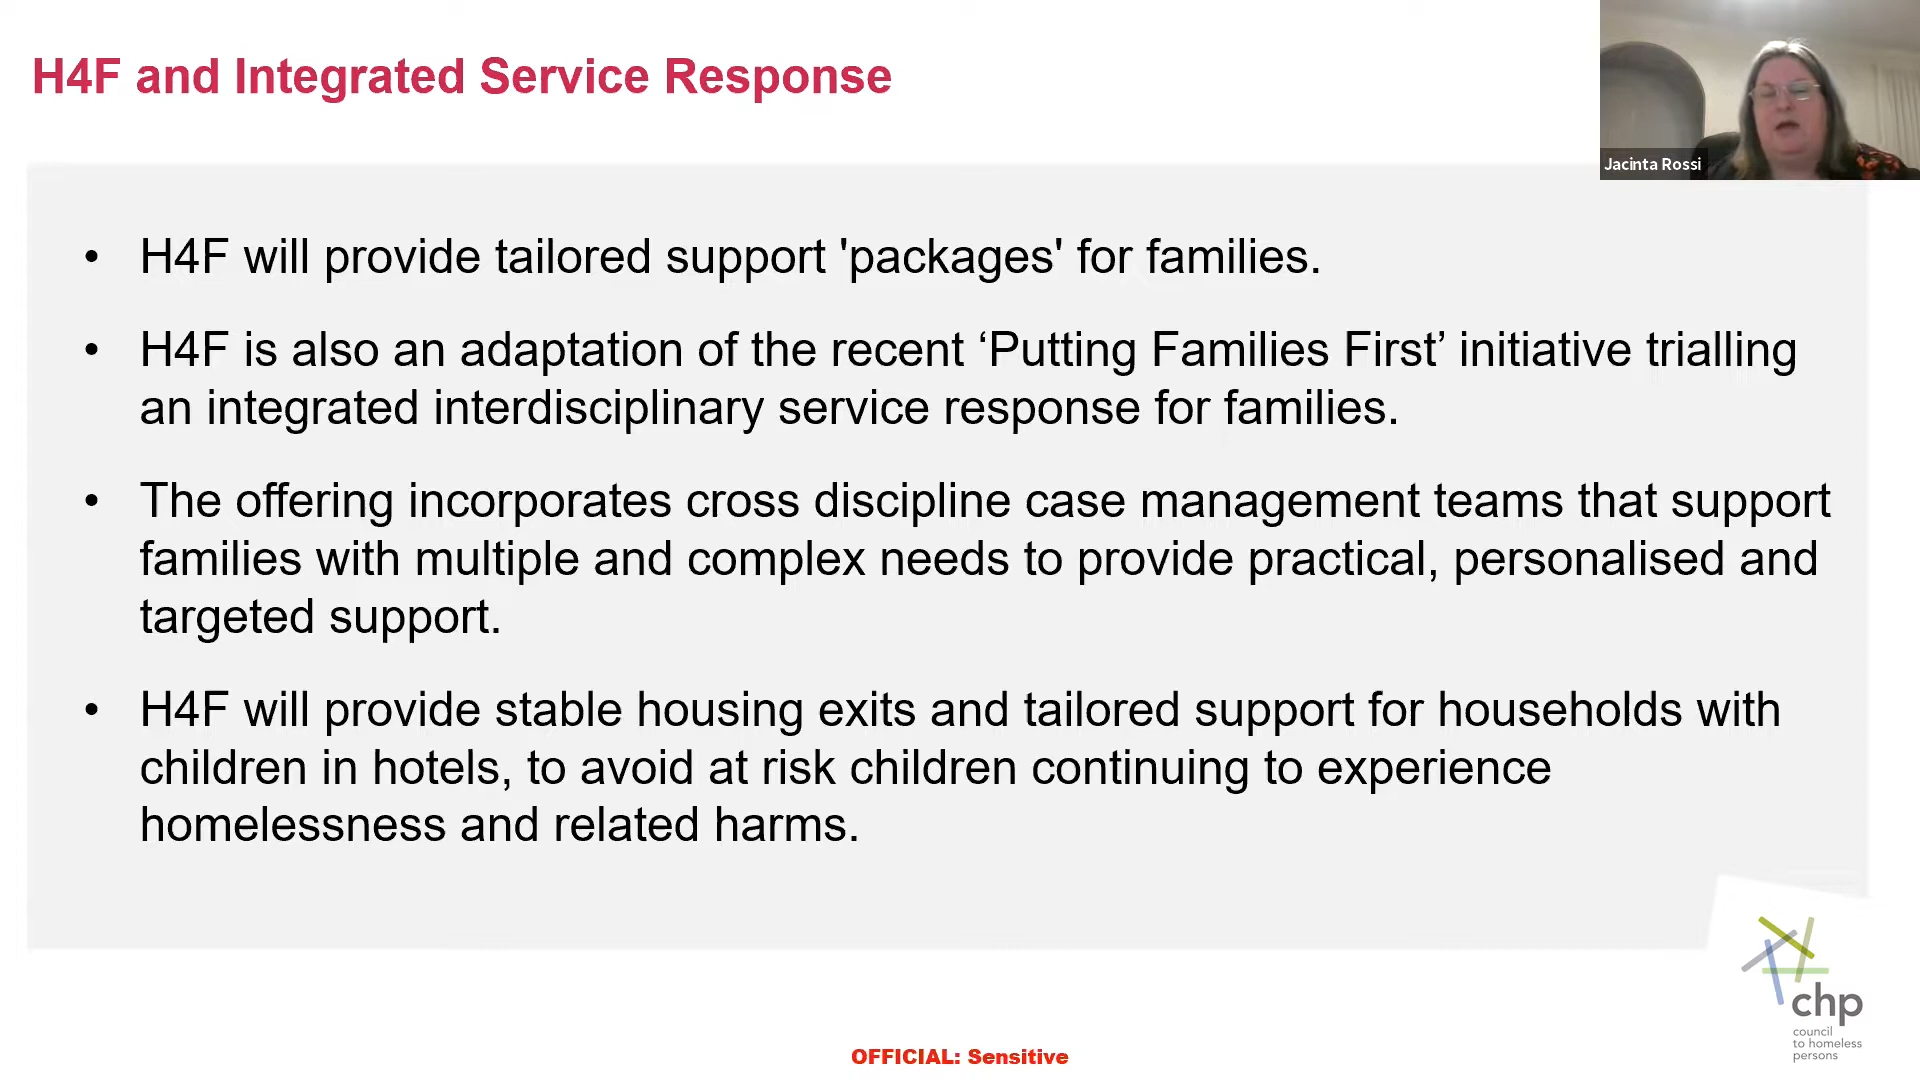 H4F and Integrated Service Response
Jacinta Rossi
• H4F will provide tailored support 'packages' for families.
• H4F is also an adaptation of the recent ‘Putting Families First’ initiative trialling
an integrated interdisciplinary service response for families.
• The offering incorporates cross discipline case management teams that support
families with multiple and complex needs to provide practical, personalised and
targeted support.
• H4F will provide stable housing exits and tailored support for households with
children in hotels, to avoid at risk children continuing to experience
homelessness and related harms.
chp
council
to homeless
persons
OFFICIAL: Sensitive